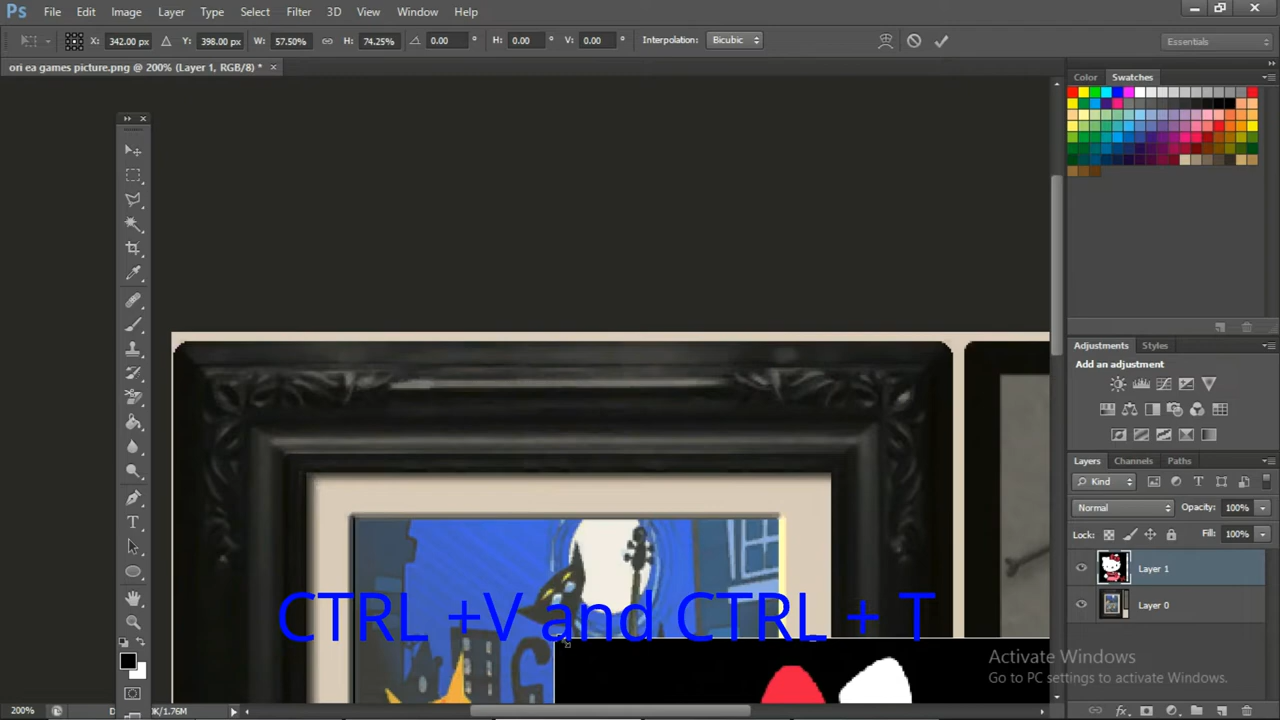 Ps File Edit Image Layer Type Select Filter 3D View Window Help
X: 342.00 px Y: 398.00 px W: 57.50% H: 74.25% 0.00 ° H: 0.00 ° V: 0.00 ° Interpolation: Bicubic Essentials
ori ea games picture.png @ 200% (Layer 1, RGB/8) * ×
Color Swatches
Adjustments Styles
Add an adjustment
Layers Channels Paths
Kind
Normal Opacity: 100%
Lock: Fill: 100%
Layer 1
Layer 0
CTRL +V and CTRL + T
Activate Windows
Go to PC settings to activate Windows.
200% D K/1.76M